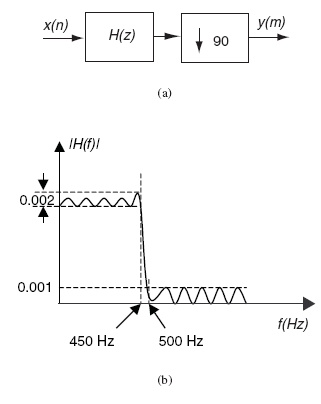 x(n) H(z) ↓ 90 y(m)
(a)
|H(f)|
0.002
0.001
f(Hz)
450 Hz 500 Hz
(b)